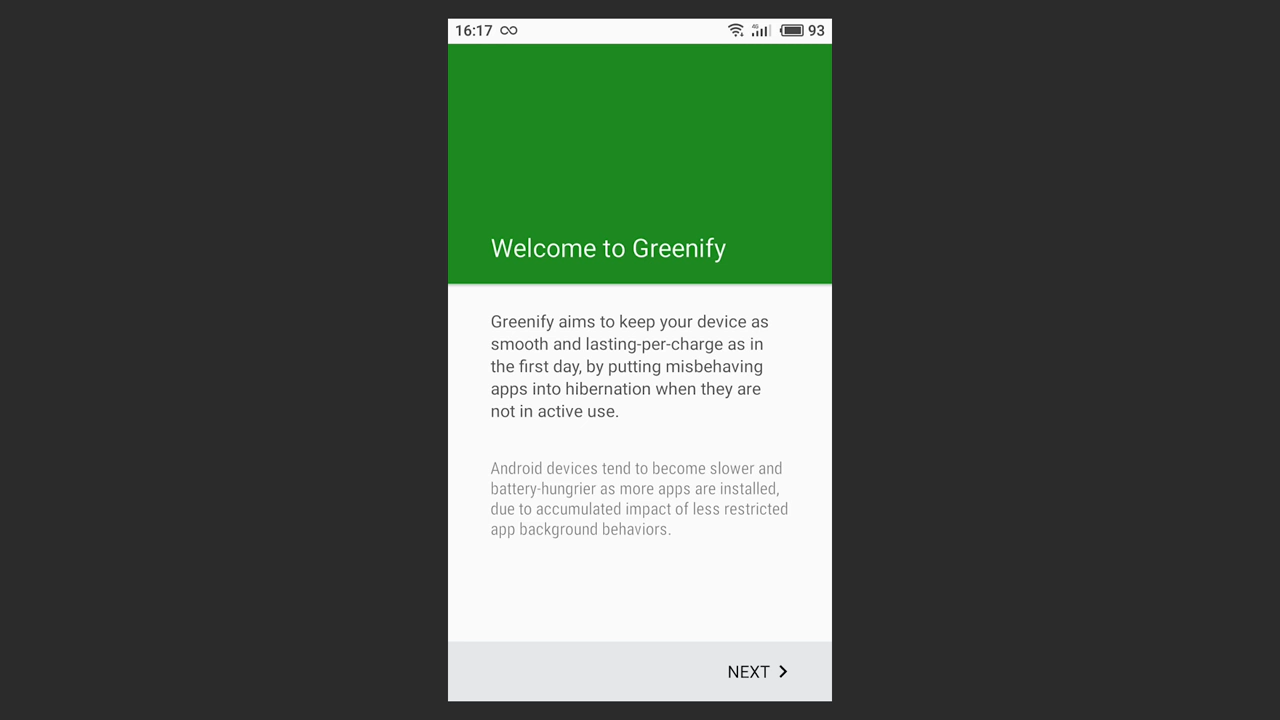 16:17 4G 93
Welcome to Greenify
Greenify aims to keep your device as
smooth and lasting-per-charge as in
the first day, by putting misbehaving
apps into hibernation when they are
not in active use.
Android devices tend to become slower and
battery-hungrier as more apps are installed,
due to accumulated impact of less restricted
app background behaviors.
NEXT